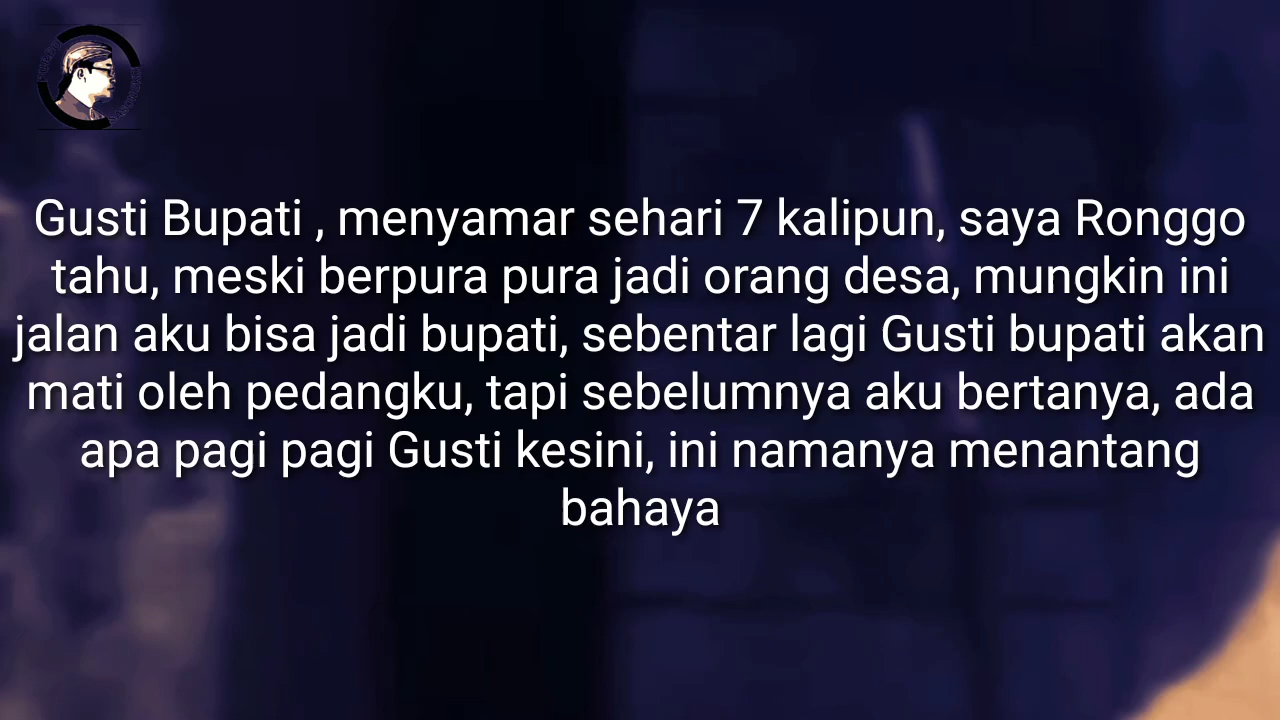 Gusti Bupati , menyamar sehari 7 kalipun, saya Ronggo
tahu, meski berpura pura jadi orang desa, mungkin ini
jalan aku bisa jadi bupati, sebentar lagi Gusti bupati akan
mati oleh pedangku, tapi sebelumnya aku bertanya, ada
apa pagi pagi Gusti kesini, ini namanya menantang
bahaya